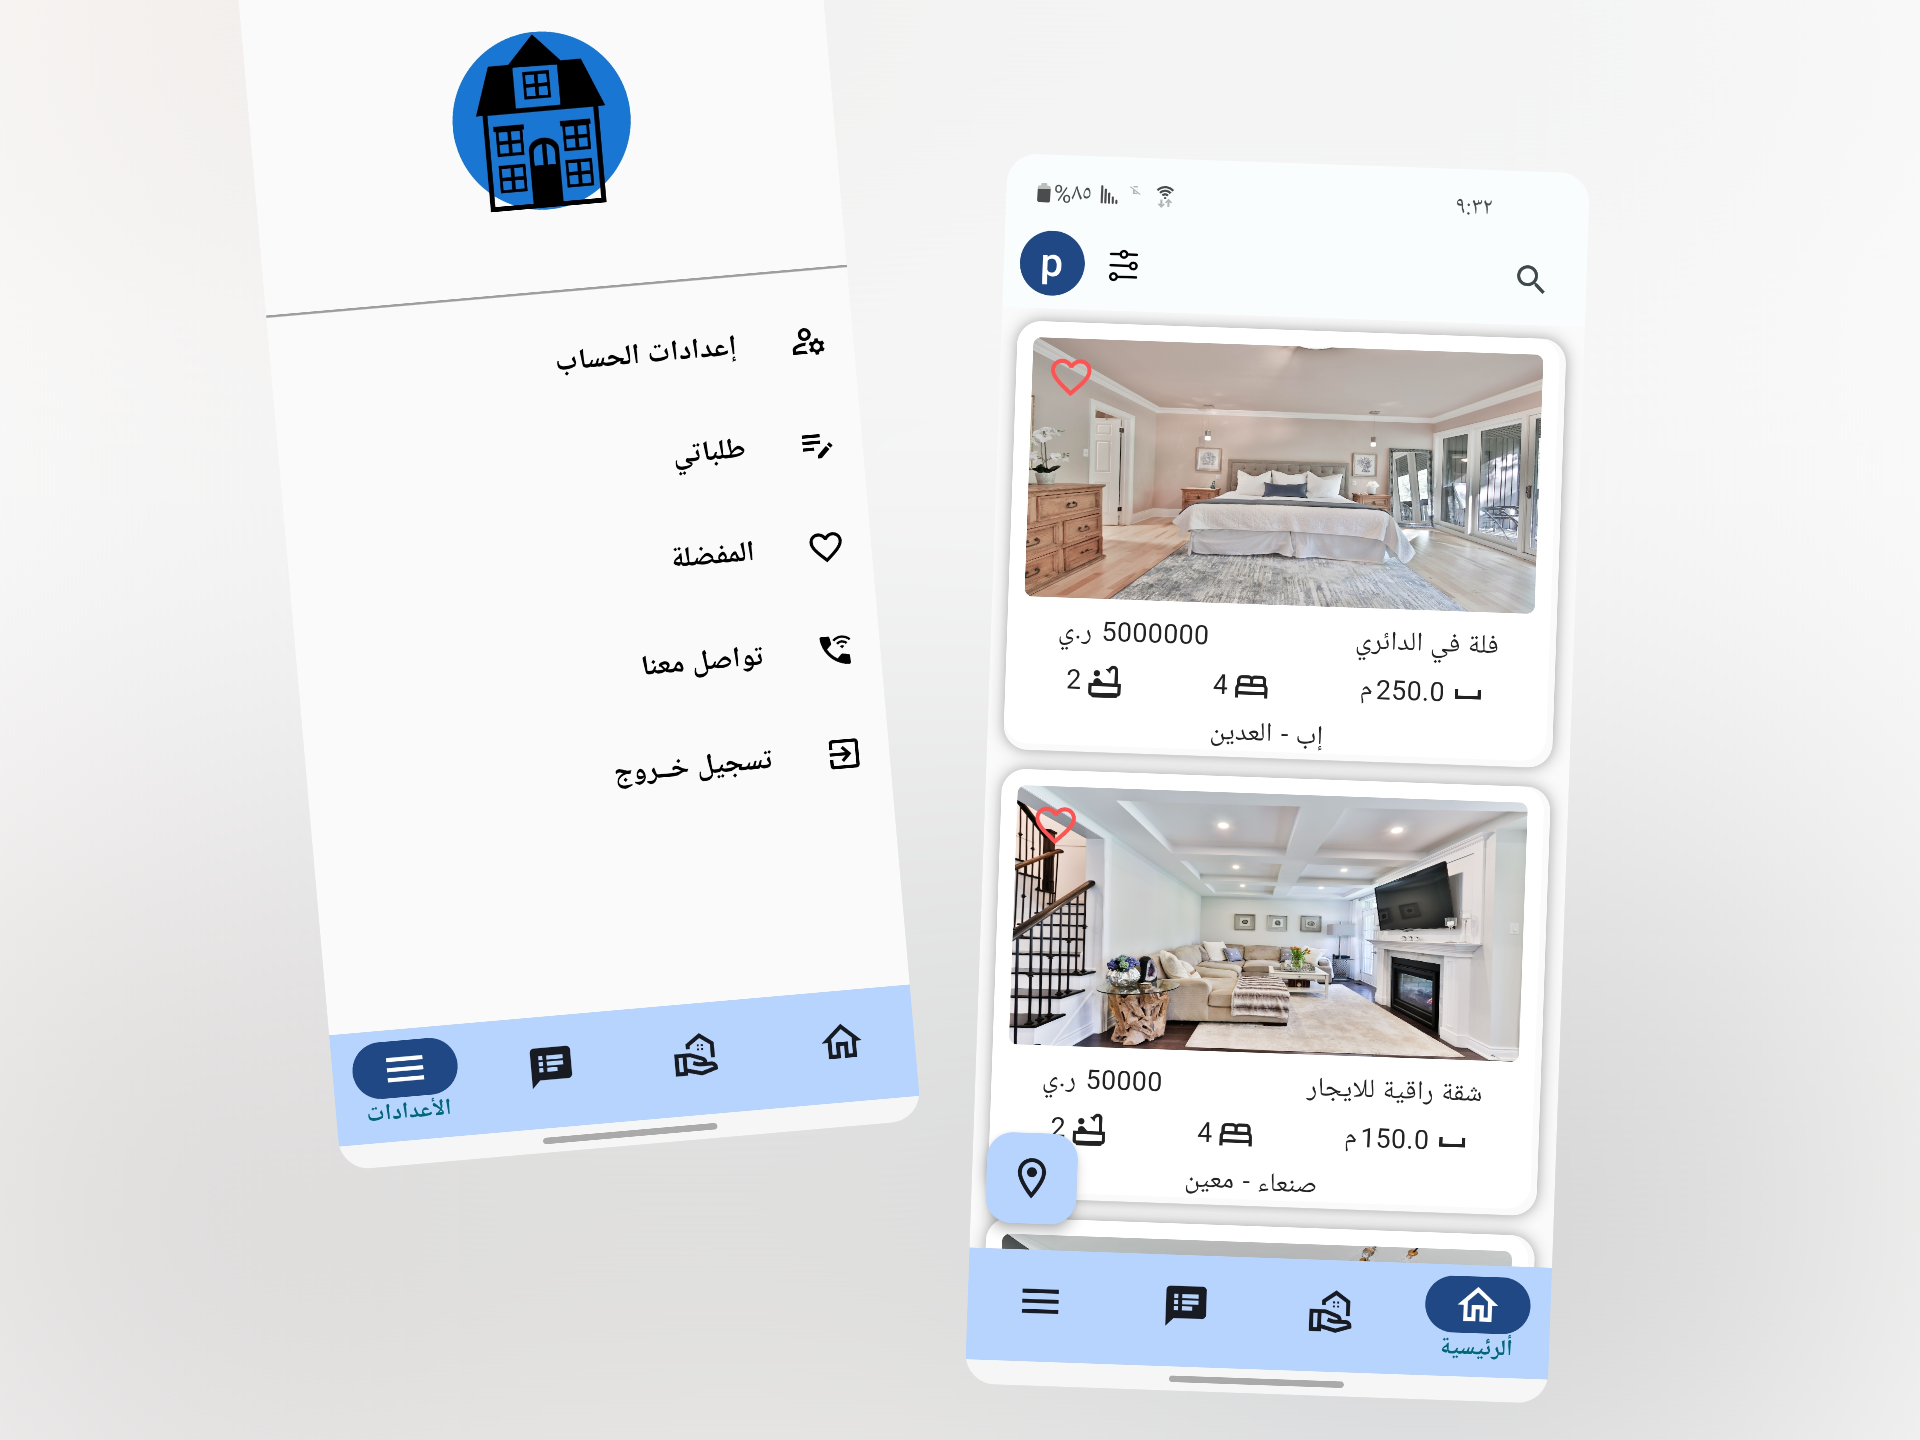 إعدادات الحساب
طلباتي
المفضلة
تواصل معنا
تسجيل خــروج
الأعدادات
٩:٣٢
%٨٥
p
فلة في الدائري
5000000 ر.ي
250.0 م
4
2
إب - العدين
شقة راقية للايجار
50000 ر.ي
150.0 م
4
2
صنعاء - معين
ألرئيسية